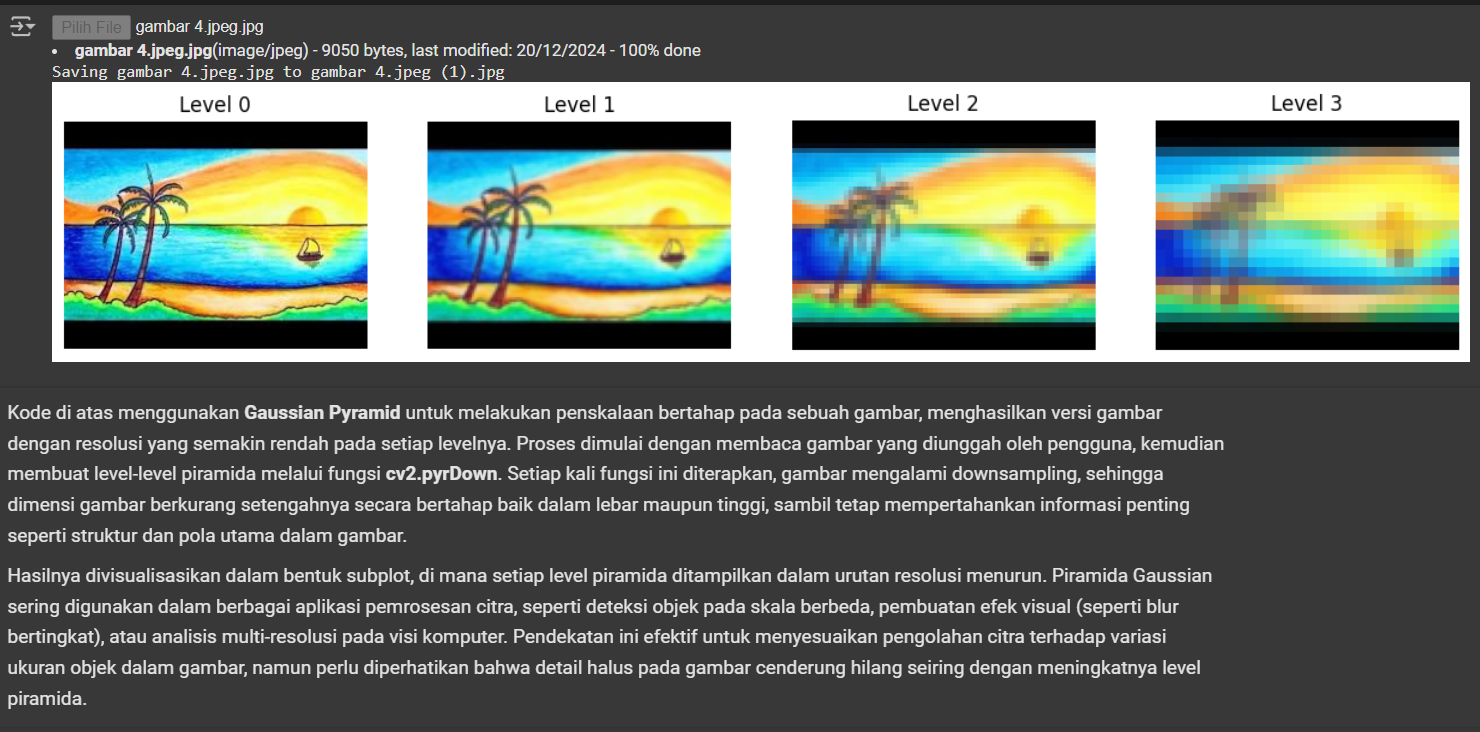 Pilih File gambar 4.jpeg.jpg
• gambar 4.jpeg.jpg(image/jpeg) - 9050 bytes, last modified: 20/12/2024 - 100% done
Saving gambar 4.jpeg.jpg to gambar 4.jpeg (1).jpg
Level 0 Level 1 Level 2 Level 3
Kode di atas menggunakan Gaussian Pyramid untuk melakukan penskalaan bertahap pada sebuah gambar, menghasilkan versi gambar
dengan resolusi yang semakin rendah pada setiap levelnya. Proses dimulai dengan membaca gambar yang diunggah oleh pengguna, kemudian
membuat level-level piramida melalui fungsi cv2.pyrDown. Setiap kali fungsi ini diterapkan, gambar mengalami downsampling, sehingga
dimensi gambar berkurang setengahnya secara bertahap baik dalam lebar maupun tinggi, sambil tetap mempertahankan informasi penting
seperti struktur dan pola utama dalam gambar.
Hasilnya divisualisasikan dalam bentuk subplot, di mana setiap level piramida ditampilkan dalam urutan resolusi menurun. Piramida Gaussian
sering digunakan dalam berbagai aplikasi pemrosesan citra, seperti deteksi objek pada skala berbeda, pembuatan efek visual (seperti blur
bertingkat), atau analisis multi-resolusi pada visi komputer. Pendekatan ini efektif untuk menyesuaikan pengolahan citra terhadap variasi
ukuran objek dalam gambar, namun perlu diperhatikan bahwa detail halus pada gambar cenderung hilang seiring dengan meningkatnya level
piramida.